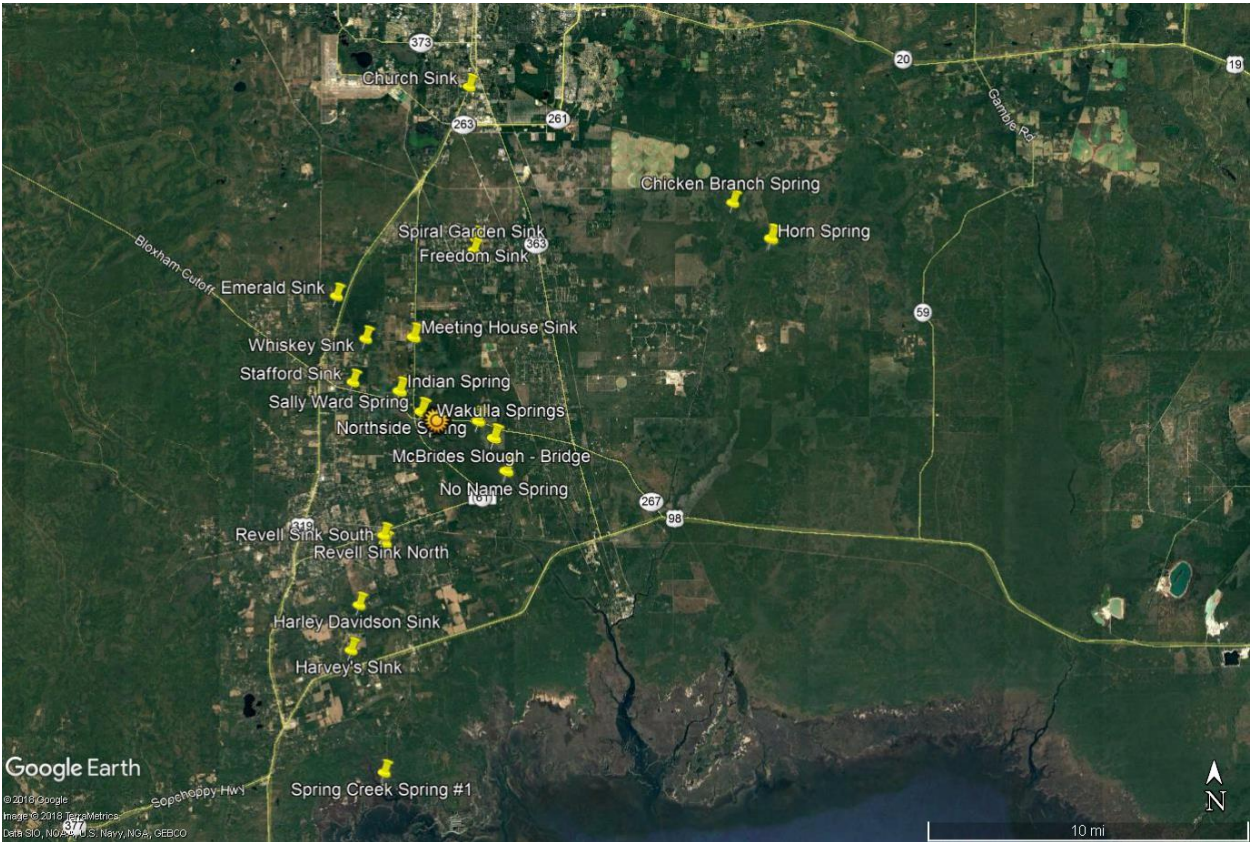 373
20
19
Church Sink
263
261
Gamble Rd
Chicken Branch Spring
Spiral Garden Sink
Horn Spring
363
Freedom Sink
Bloxham Cutoff
Emerald Sink
59
Meeting House Sink
Whiskey Sink
Stafford Sink
Indian Spring
Sally Ward Spring
Wakulla Springs
Northside Spring
McBrides Slough - Bridge
No Name Spring
267
98
319
Revell Sink South
Revell Sink North
Harley Davidson Sink
Harvey's SInk
Google Earth
Spring Creek Spring #1
Sopchoppy Hwy
© 2018 Google
Image © 2018 TerraMetrics
Data SIO, NOAA, U.S. Navy, NGA, GEBCO
377
N
10 mi